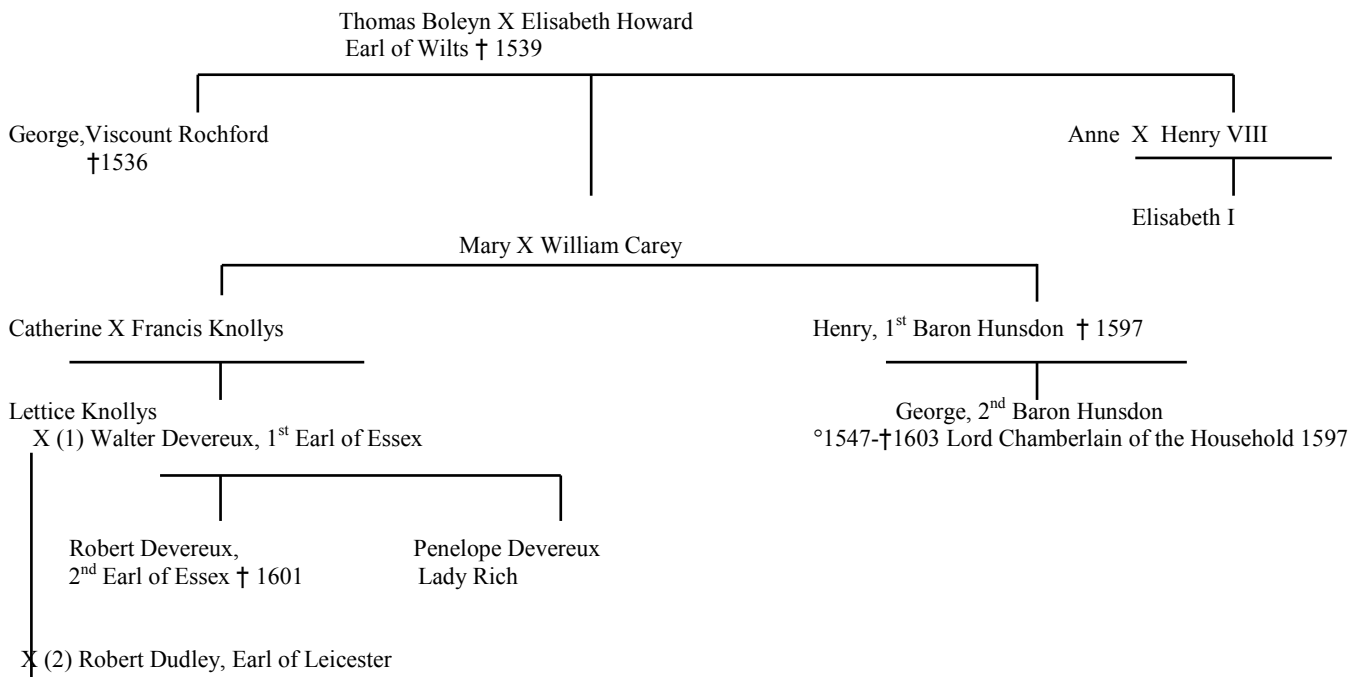 Thomas Boleyn X Elisabeth Howard
Earl of Wilts † 1539
George,Viscount Rochford
†1536
Anne X Henry VIII
Elisabeth I
Mary X William Carey
Catherine X Francis Knollys
Henry, 1st Baron Hunsdon † 1597
Lettice Knollys
X (1) Walter Devereux, 1st Earl of Essex
George, 2nd Baron Hunsdon
°1547-†1603 Lord Chamberlain of the Household 1597
Robert Devereux,
2nd Earl of Essex † 1601
Penelope Devereux
Lady Rich
X (2) Robert Dudley, Earl of Leicester